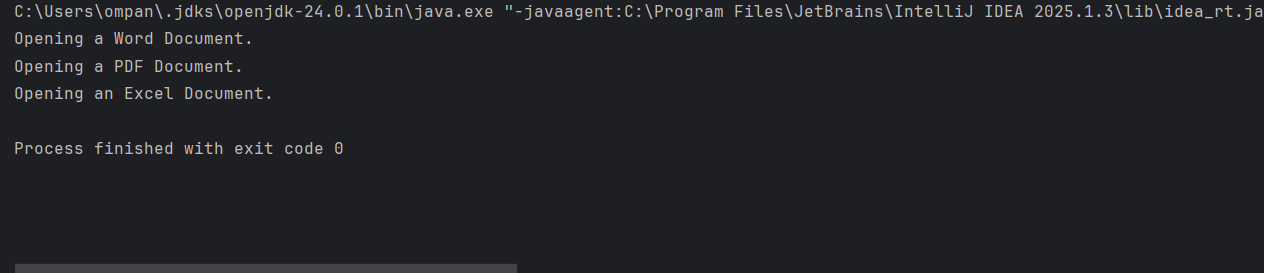 C:\Users\ompan\.jdks\openjdk-24.0.1\bin\java.exe "-javaagent:C:\Program Files\JetBrains\IntelliJ IDEA 2025.1.3\lib\idea_rt.ja
Opening a Word Document.
Opening a PDF Document.
Opening an Excel Document.
Process finished with exit code 0